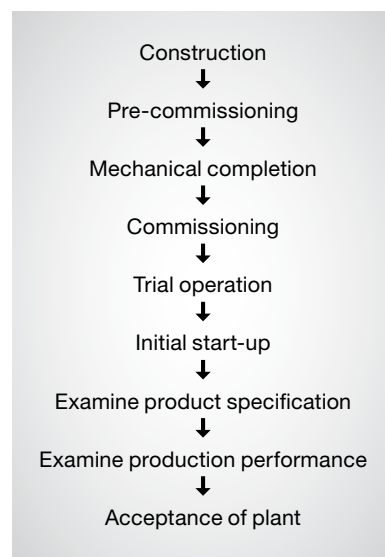 Construction
Pre-commissioning
Mechanical completion
Commissioning
Trial operation
Initial start-up
Examine product specification
Examine production performance
Acceptance of plant